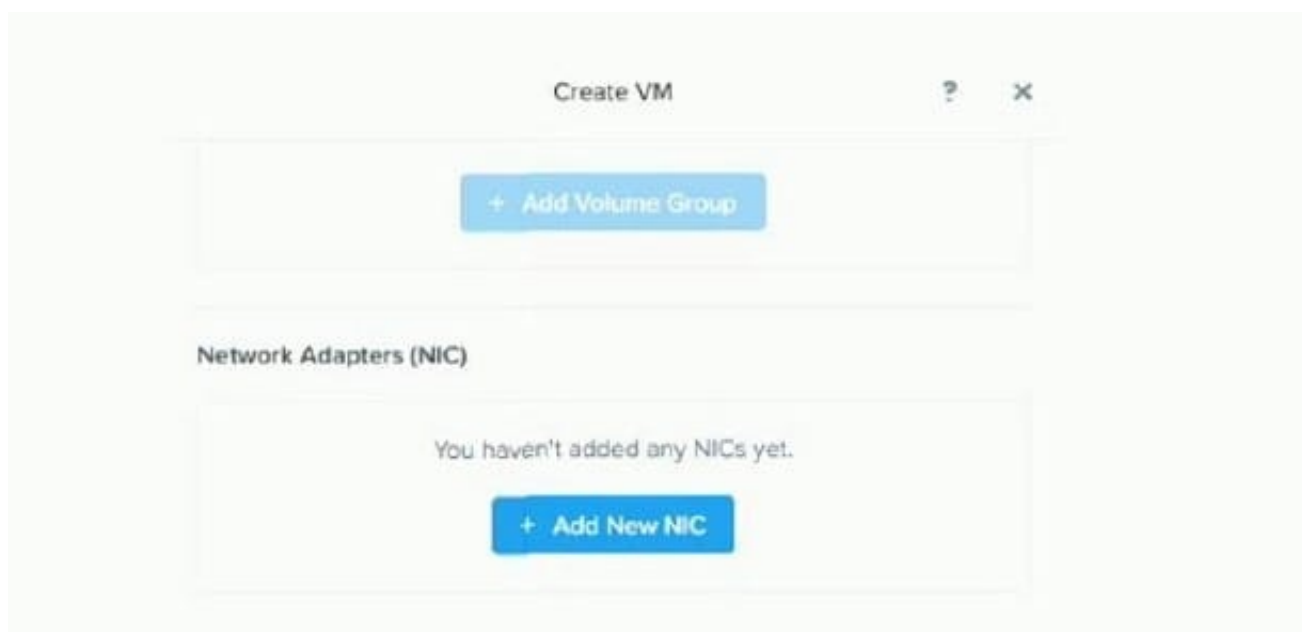 Create VM ? ×
+ Add Volume Group
Network Adapters (NIC)
You haven't added any NICs yet.
+ Add New NIC